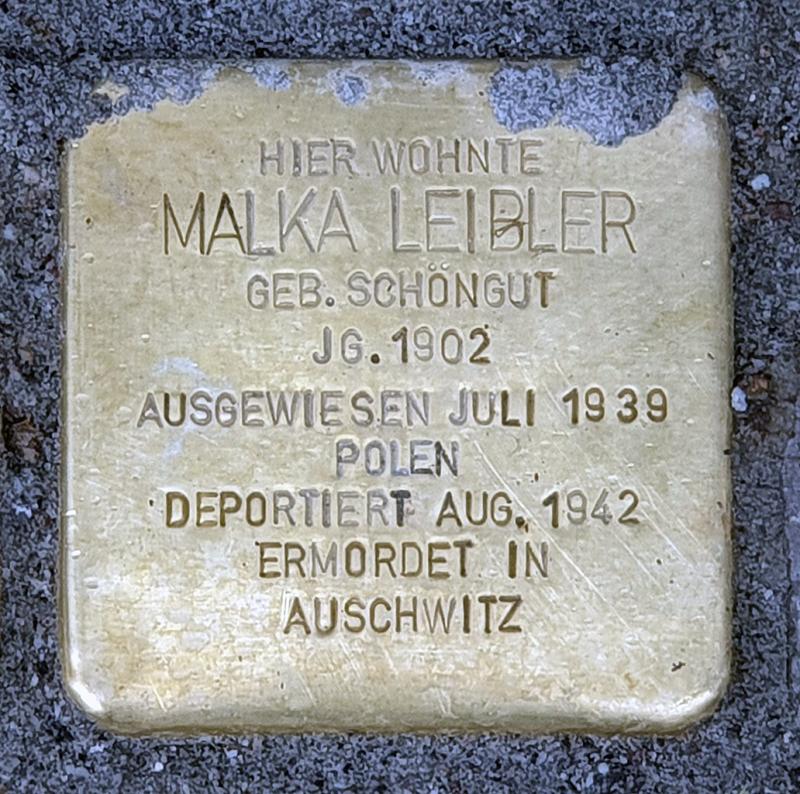 HIER WOHNTE
MALKA LEIBLER
GEB. SCHÖNGUT
JG. 1902
AUSGEWIESEN JULI 1939
POLEN
DEPORTIERT AUG. 1942
ERMORDET IN
AUSCHWITZ